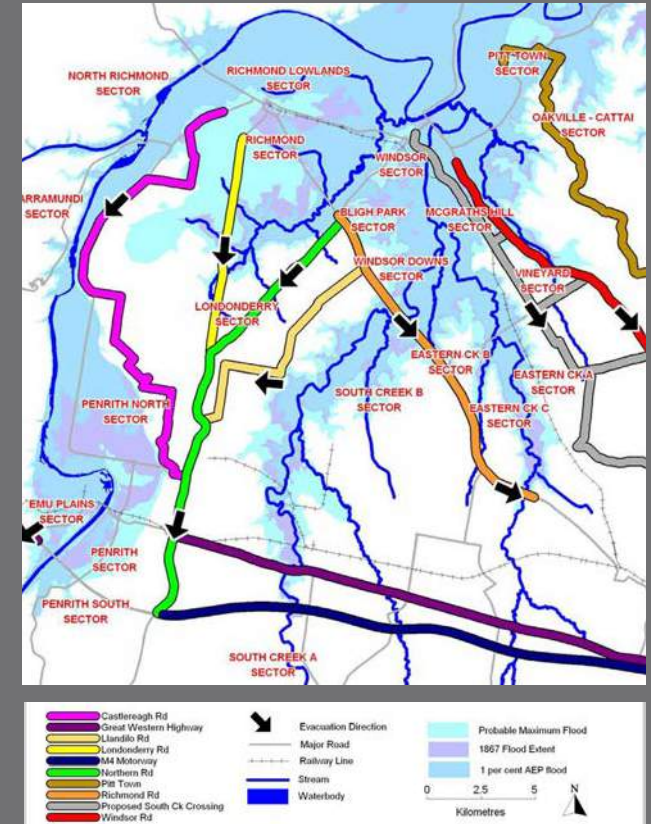 PITT TOWN
SECTOR
NORTH RICHMOND
SECTOR
RICHMOND LOWLANDS
SECTOR
OAKVILLE - CATTAI
SECTOR
RICHMOND
SECTOR
WINDSOR
SECTOR
ARRAMUNDI
SECTOR
BLIGH PARK
SECTOR
MCGRATHS HILL
SECTOR
WINDSOR DOWNS
SECTOR
VINEYARD
SECTOR
LONDONDERRY
SECTOR
EASTERN CK B
SECTOR
EASTERN CK A
SECTOR
SOUTH CREEK B
SECTOR
PENRITH NORTH
SECTOR
EASTERN CK C
SECTOR
EMU PLAINS
SECTOR
PENRITH
SECTOR
PENRITH SOUTH
SECTOR
SOUTH CREEK A
SECTOR
Castlereagh Rd
Great Western Highway
Llandilo Rd
Londonderry Rd
M4 Motorway
Northern Rd
Pitt Town
Richmond Rd
Proposed South Ck Crossing
Windsor Rd
Evacuation Direction
Major Road
Railway Line
Stream
Waterbody
Probable Maximum Flood
1867 Flood Extent
1 per cent AEP flood
0 2.5 5
Kilometres
N